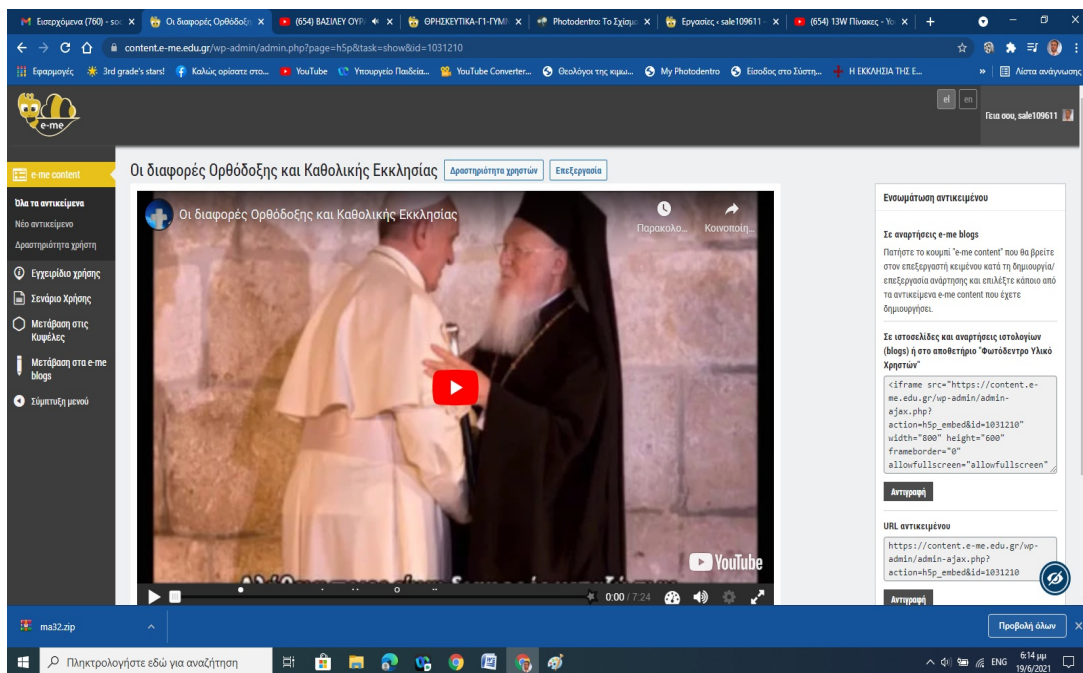 Εισερχόμενα (760) - soc
Οι διαφορές Ορθόδοξη
(654) ΒΑΣΙΛΕΥ ΟΥΡΑ
ΘΡΗΣΚΕΥΤΙΚΑ-Γ1-ΓΥΜΝ
Photodentro: Το Σχίσμα
Εργασίες ‹ sale109611 –
(654) 13W Πίνακες - Yo
content.e-me.edu.gr/wp-admin/admin.php?page=h5p&task=show&id=1031210
Εφαρμογές
3rd grade's stars!
Καλώς ορίσατε στο...
YouTube
Υπουργείο Παιδεία...
YouTube Converter...
Θεολόγοι της κιμω...
My Photodentro
Είσοδος στο Σύστη...
Η ΕΚΚΛΗΣΙΑ ΤΗΣ Ε...
»
Λίστα ανάγνωσης
e-me
el en
Γεια σου, sale109611
e-me content
Όλα τα αντικείμενα
Νέο αντικείμενο
Δραστηριότητα χρήστη
Εγχειρίδιο χρήσης
Σενάριο Χρήσης
Μετάβαση στις
Κυψέλες
Μετάβαση στα e-me
blogs
Σύμπτυξη μενού
Οι διαφορές Ορθόδοξης και Καθολικής Εκκλησίας
Δραστηριότητα χρηστών
Επεξεργασία
Οι διαφορές Ορθόδοξης και Καθολικής Εκκλησίας
Παρακολο...
Κοινοποίη...
YouTube
0:00 / 7:24
Ενσωμάτωση αντικειμένου
Σε αναρτήσεις e-me blogs
Πατήστε το κουμπί "e-me content" που θα βρείτε
στον επεξεργαστή κειμένου κατά τη δημιουργία/
επεξεργασία ανάρτησης και επιλέξτε κάποιο από
τα αντικείμενα e-me content που έχετε
δημιουργήσει.
Σε ιστοσελίδες και αναρτήσεις ιστολογίων
(blogs) ή στο αποθετήριο "Φωτόδεντρο Υλικό
Χρηστών"
<iframe src="https://content.e-
me.edu.gr/wp-admin/admin-
ajax.php?
action=h5p_embed&id=1031210"
width="800" height="600"
frameborder="0"
allowfullscreen="allowfullscreen"
Αντιγραφή
URL αντικειμένου
https://content.e-me.edu.gr/wp-
admin/admin-ajax.php?
action=h5p_embed&id=1031210
Αντιγραφή
ma32.zip
Προβολή όλων
Πληκτρολογήστε εδώ για αναζήτηση
ENG
6:14 μμ
19/6/2021